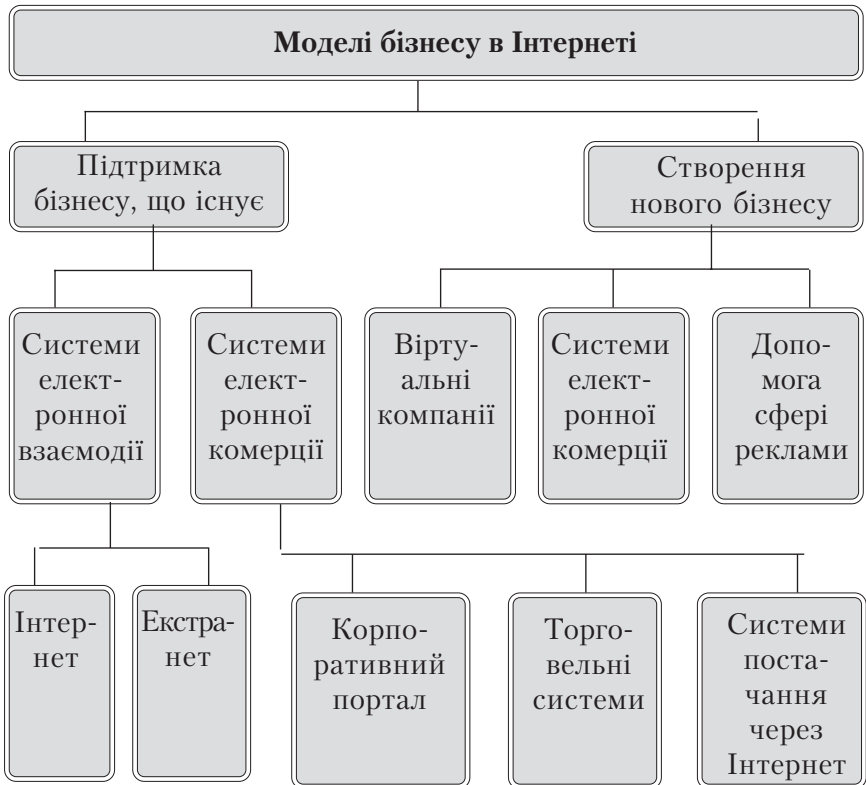 Моделі бізнесу в Інтернеті
Підтримка
бізнесу, що існує
Створення
нового бізнесу
Системи
елект-
ронної
взаємодії
Системи
елект-
ронної
комерції
Вірту-
альні
компанії
Системи
елект-
ронної
комерції
Допо-
мога
сфері
реклами
Інтер-
нет
Екстра-
нет
Корпо-
ративний
портал
Торго-
вельні
системи
Системи
поста-
чання
через
Інтернет